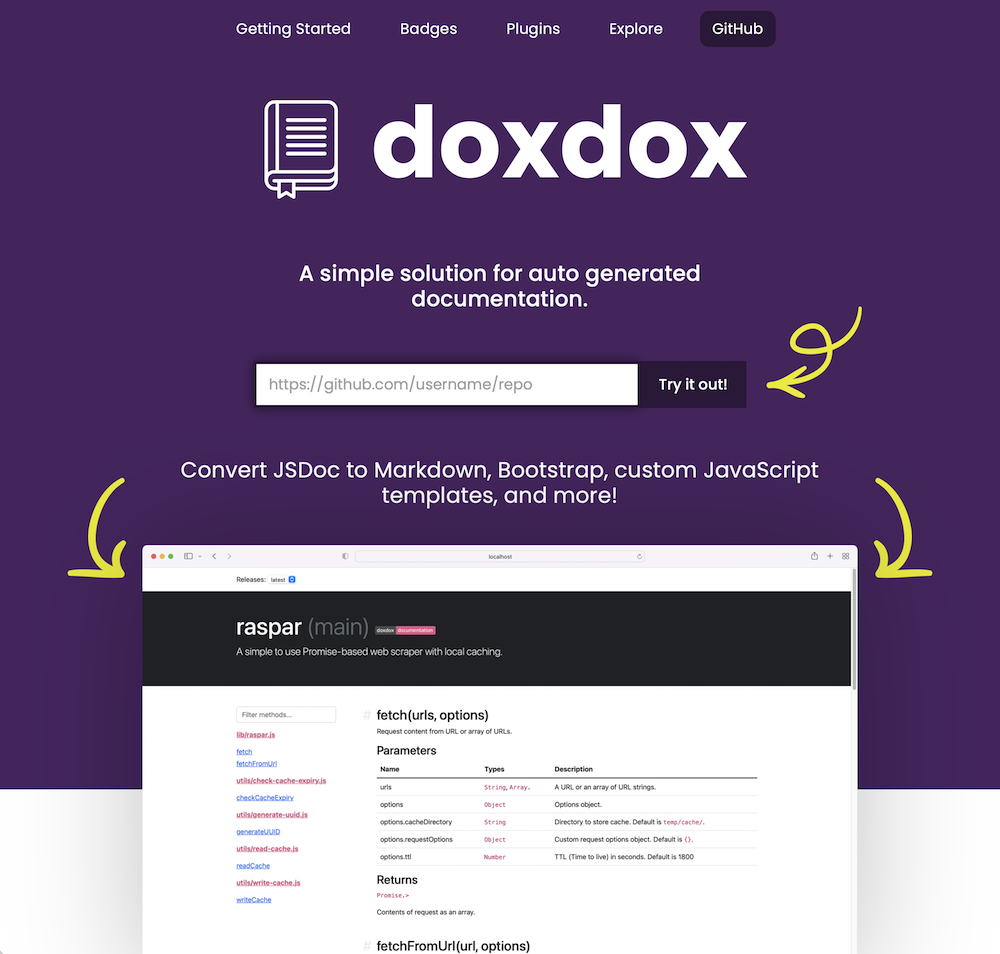 Getting Started Badges Plugins Explore GitHub
doxdox
A simple solution for auto generated
documentation.
https://github.com/username/repo Try it out!
Convert JSDoc to Markdown, Bootstrap, custom JavaScript
templates, and more!
localhost
Releases: latest
raspar (main) doxdox documentation
A simple to use Promise-based web scraper with local caching.
Filter methods...
lib/raspar.js
fetch
fetchFromUrl
utils/check-cache-expiry.js
checkCacheExpiry
utils/generate-uuid.js
generateUUID
utils/read-cache.js
readCache
utils/write-cache.js
writeCache
# fetch(urls, options)
Request content from URL or array of URLs.
Parameters
Name Types Description
urls String, Array. A URL or an array of URL strings.
options Object Options object.
options.cacheDirectory String Directory to store cache. Default is temp/cache/.
options.requestOptions Object Custom request options object. Default is {}.
options.ttl Number TTL (Time to live) in seconds. Default is 1800
Returns
Promise.>
Contents of request as an array.
# fetchFromUrl(url, options)